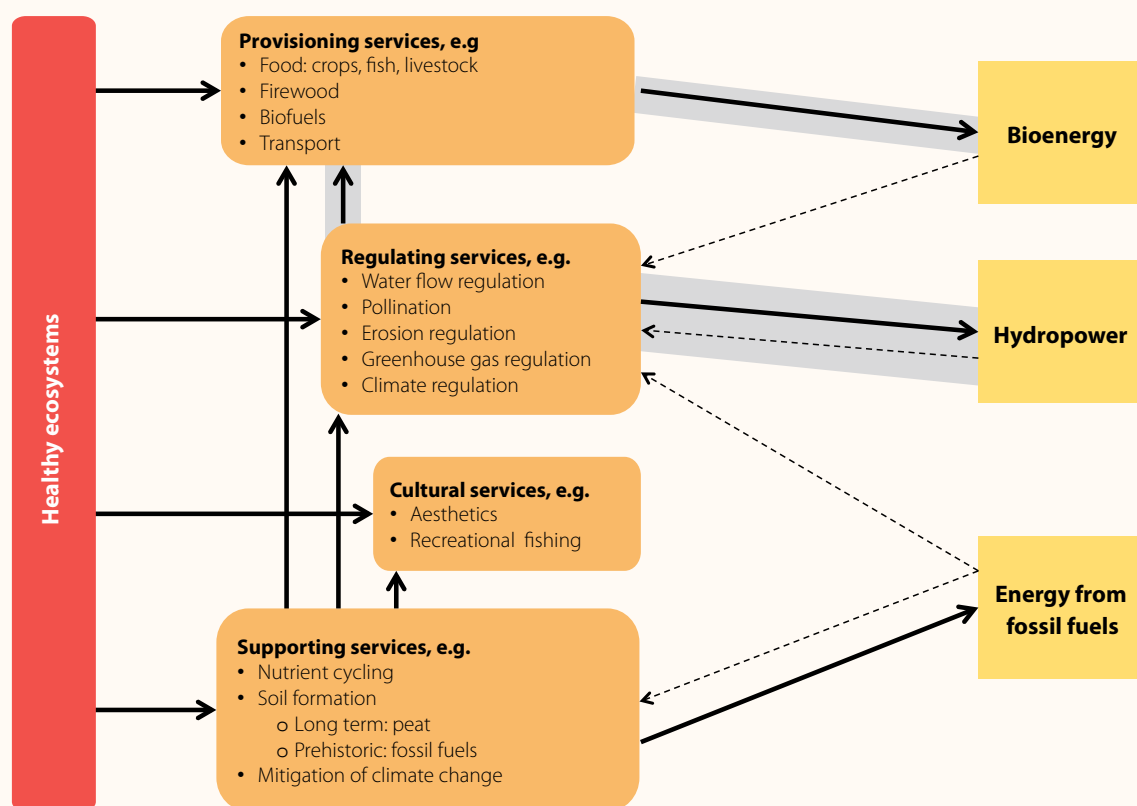 Healthy ecosystems
Provisioning services, e.g
• Food: crops, fish, livestock
• Firewood
• Biofuels
• Transport
Regulating services, e.g.
• Water flow regulation
• Pollination
• Erosion regulation
• Greenhouse gas regulation
• Climate regulation
Cultural services, e.g.
• Aesthetics
• Recreational fishing
Supporting services, e.g.
• Nutrient cycling
• Soil formation
o Long term: peat
o Prehistoric: fossil fuels
• Mitigation of climate change
Bioenergy
Hydropower
Energy from
fossil fuels